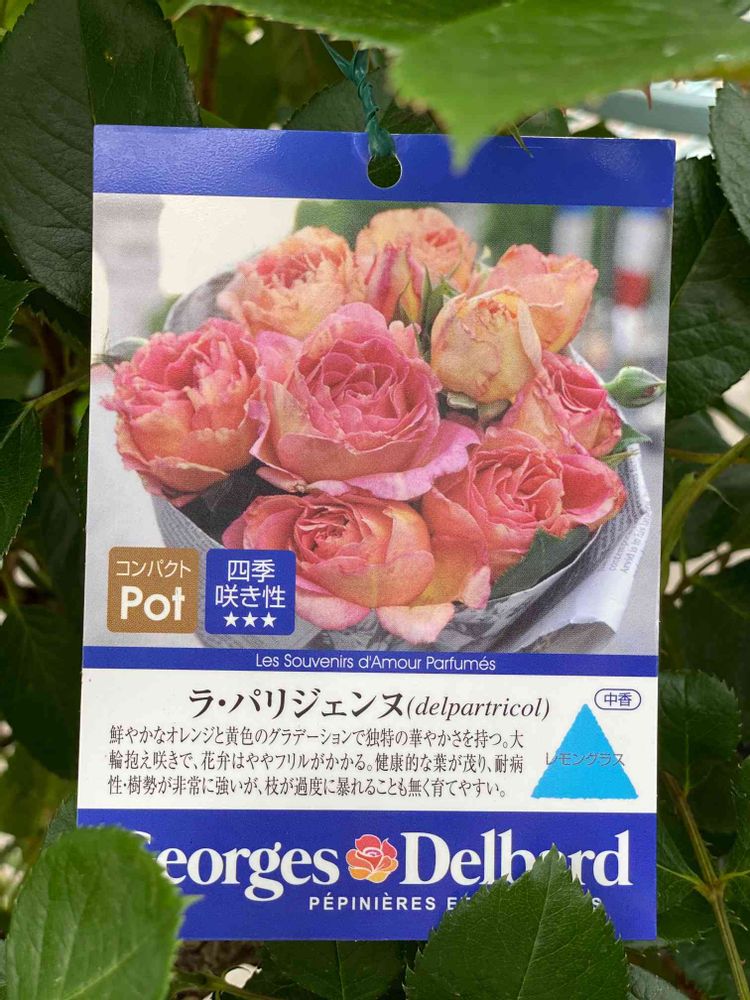 コンパクト
Pot
四季
咲き性
★★★
Les Souvenirs d'Amour Parfumés
ラ・パリジェンヌ(delpartricol)
中香
鮮やかなオレンジと黄色のグラデーションで独特の華やかさを持つ。大
輪抱え咲きで、花弁はややフリルがかかる。健康的な葉が茂り、耐病
性・樹勢が非常に強いが、枝が過度に暴れることも無く育てやすい。
レモングラス
Georges Delbard
PÉPINIÈRES